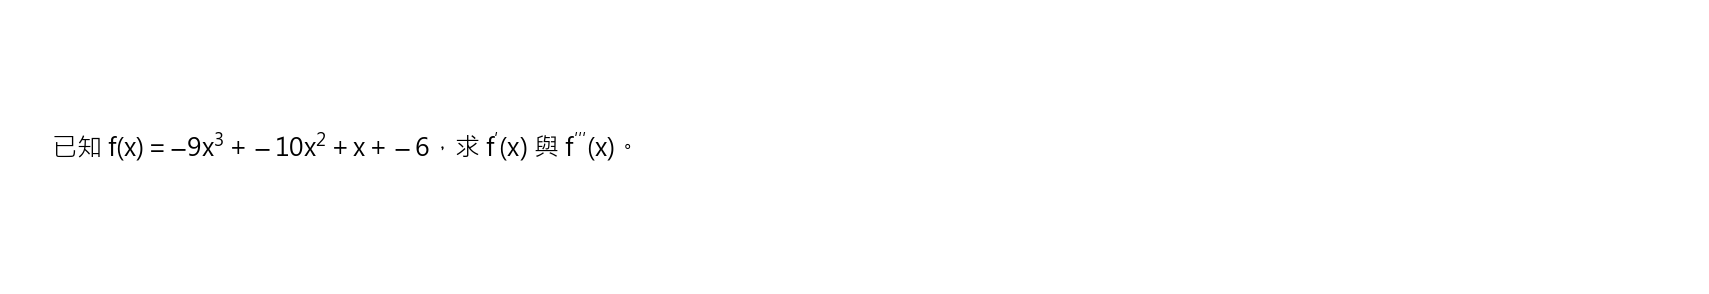 已知 f(x) = –9x³ + – 10x² + x + – 6，求 f′(x) 與 f′′′(x)。